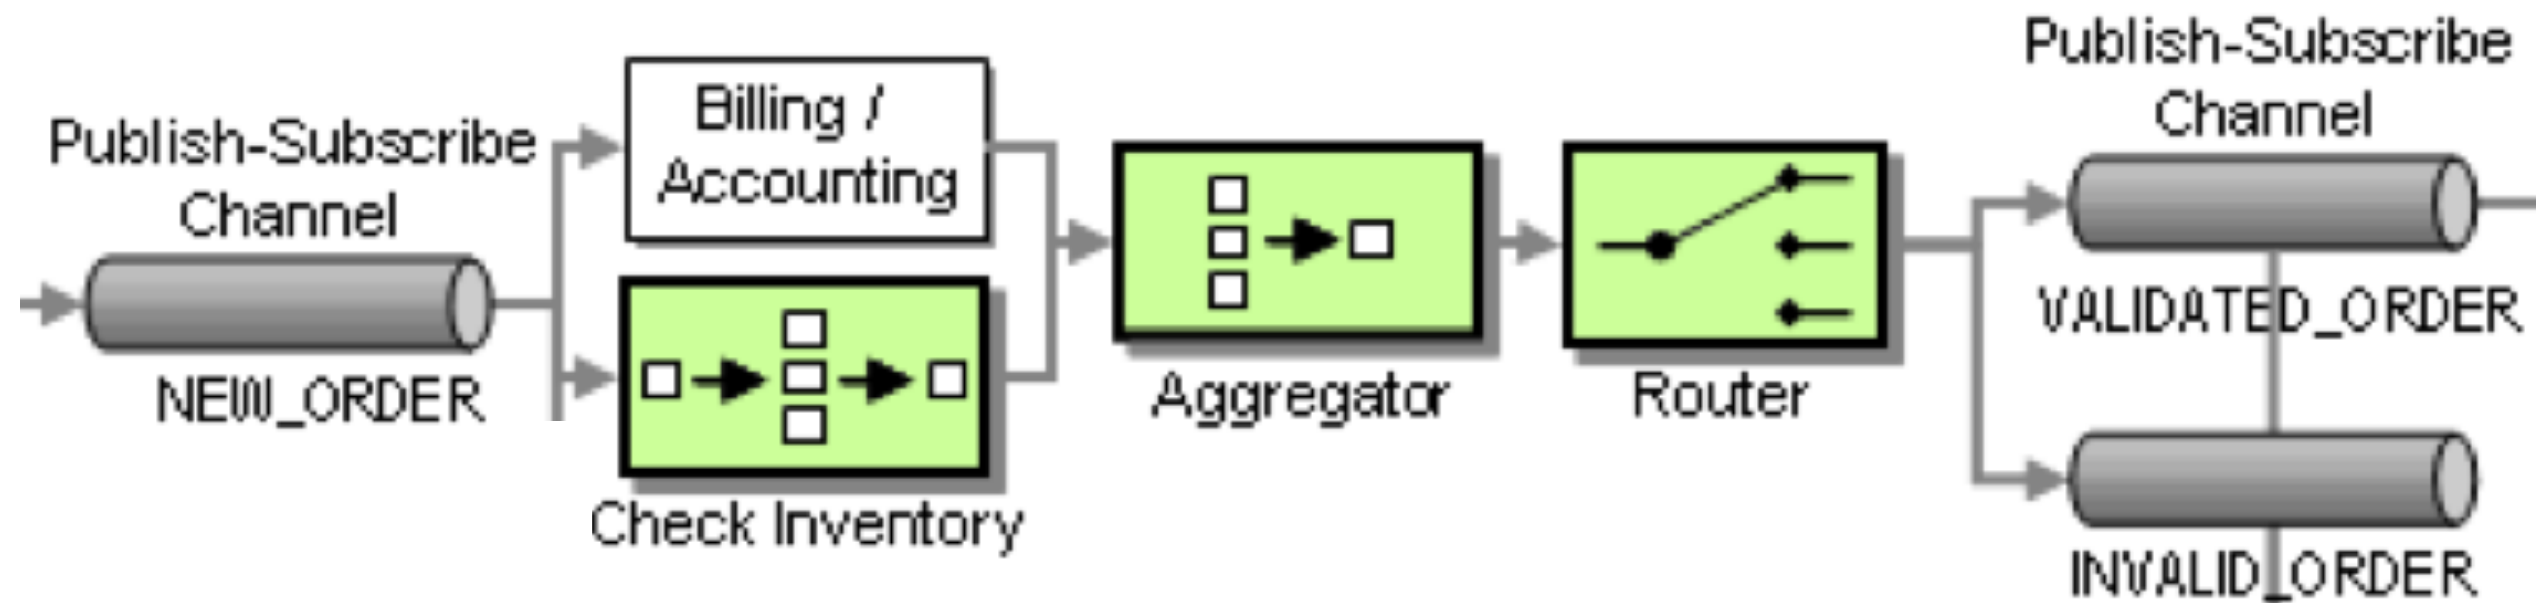 Publish-Subscribe
Channel
NEW_ORDER
Billing /
Accounting
Check Inventory
Aggregator
Router
Publish-Subscribe
Channel
VALIDATED_ORDER
INVALID_ORDER